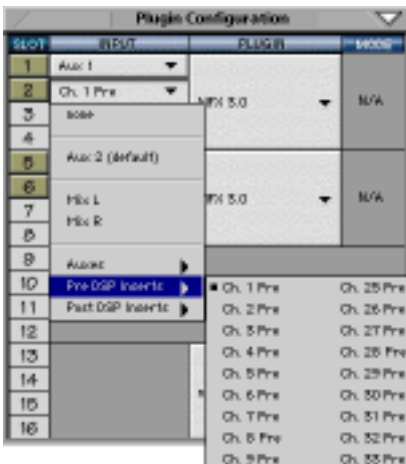 Plugin Configuration
SLOT INPUT PLUGIN MODE
1 Aux 1
2 Ch. 1 Pre
MFX 3.0 N/A
3 none
4
5 Aux 2 (default)
6
MFX 3.0 N/A
7 Mix L
Mix R
8
9 Auxes
10 Pre DSP Inserts Ch. 1 Pre Ch. 25 Pre
11 Post DSP Inserts Ch. 2 Pre Ch. 26 Pre
12 Ch. 3 Pre Ch. 27 Pre
13 Ch. 4 Pre Ch. 28 Pre
14 Ch. 5 Pre Ch. 29 Pre
15 Ch. 6 Pre Ch. 30 Pre
Ch. 7 Pre Ch. 31 Pre
16 Ch. 8 Pre Ch. 32 Pre
Ch. 9 Pre Ch. 33 Pre